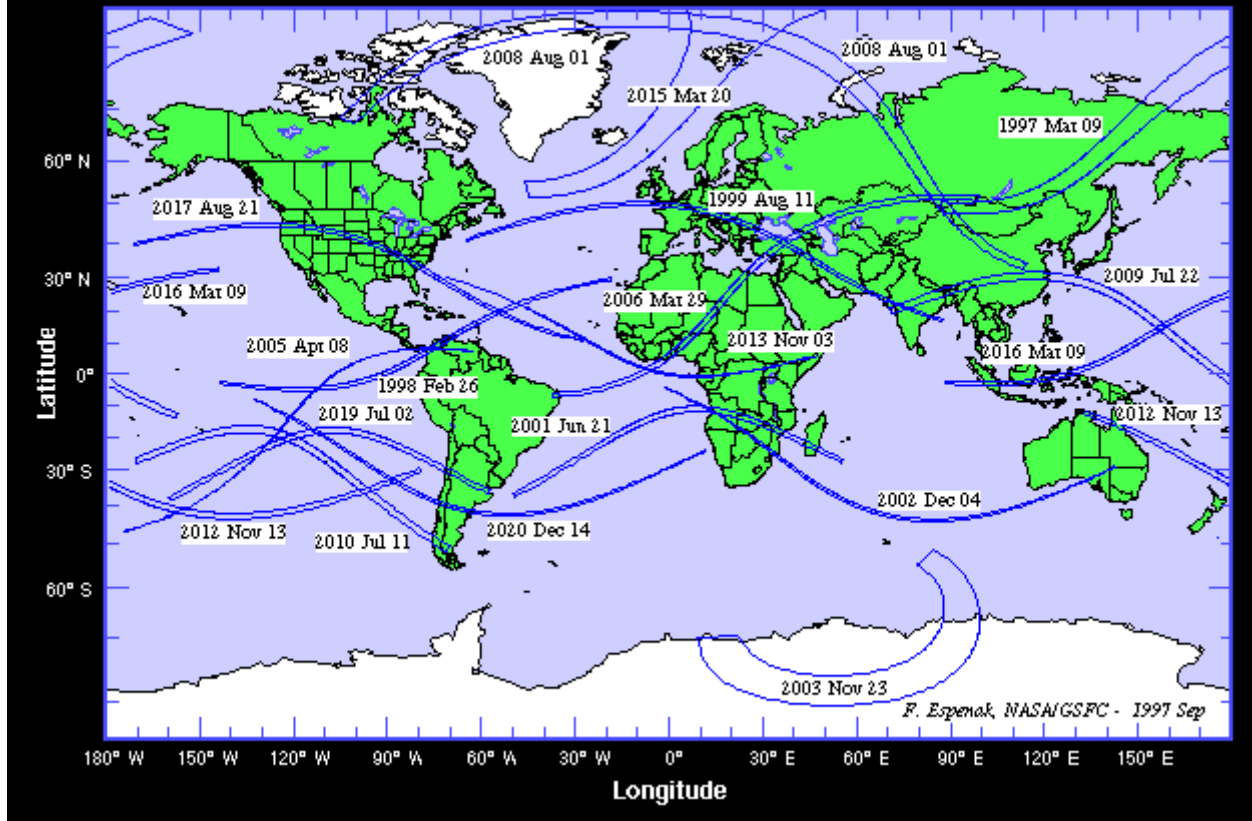 2008 Aug 01
2008 Aug 01
2015 Mar 20
1997 Mar 09
60° N
2017 Aug 21
1999 Aug 11
30° N
2009 Jul 22
2016 Mar 09
2006 Mar 29
2005 Apr 08
2013 Nov 03
2016 Mar 09
0°
1998 Feb 26
2019 Jul 02
2001 Jun 21
2012 Nov 13
30° S
2002 Dec 04
2012 Nov 13
2010 Jul 11
2020 Dec 14
60° S
2003 Nov 23
F. Espenak, NASA/GSFC - 1997 Sep
Latitude
180° W 150° W 120° W 90° W 60° W 30° W 0° 30° E 60° E 90° E 120° E 150° E
Longitude